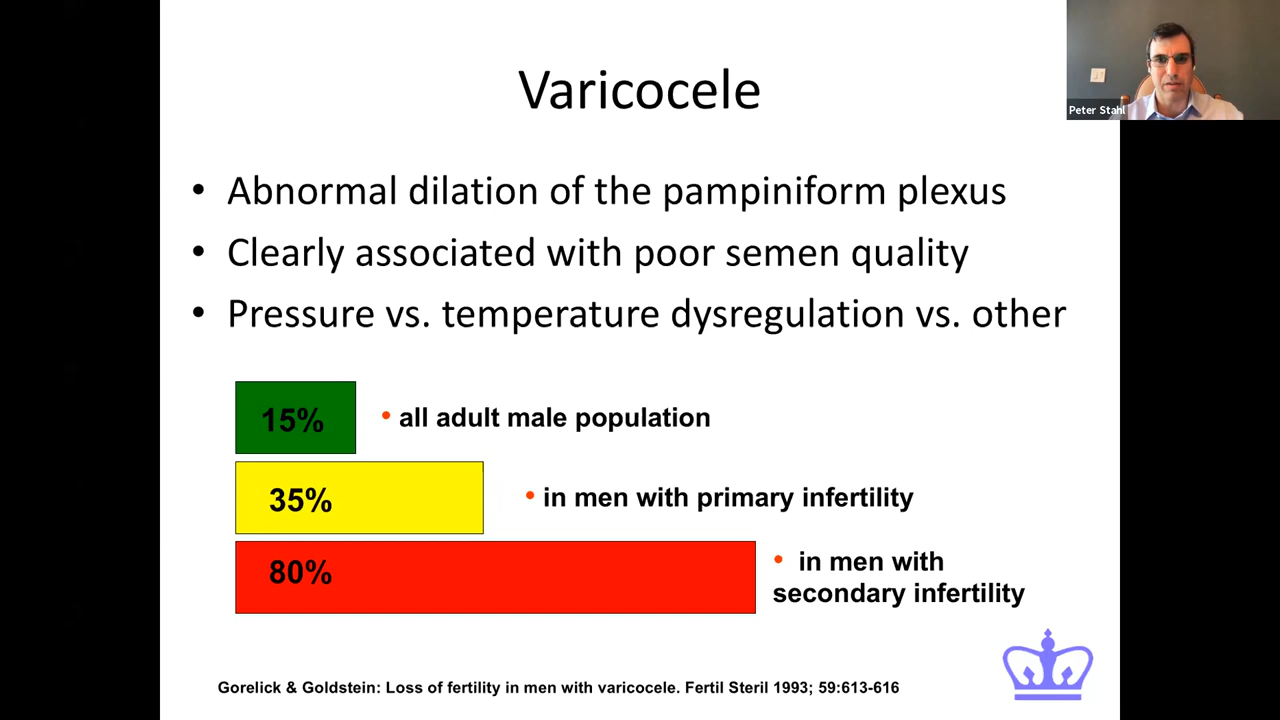 Varicocele
Peter Stahl
• Abnormal dilation of the pampiniform plexus
• Clearly associated with poor semen quality
• Pressure vs. temperature dysregulation vs. other
15% • all adult male population
35% • in men with primary infertility
80% • in men with
secondary infertility
Gorelick & Goldstein: Loss of fertility in men with varicocele. Fertil Steril 1993; 59:613-616